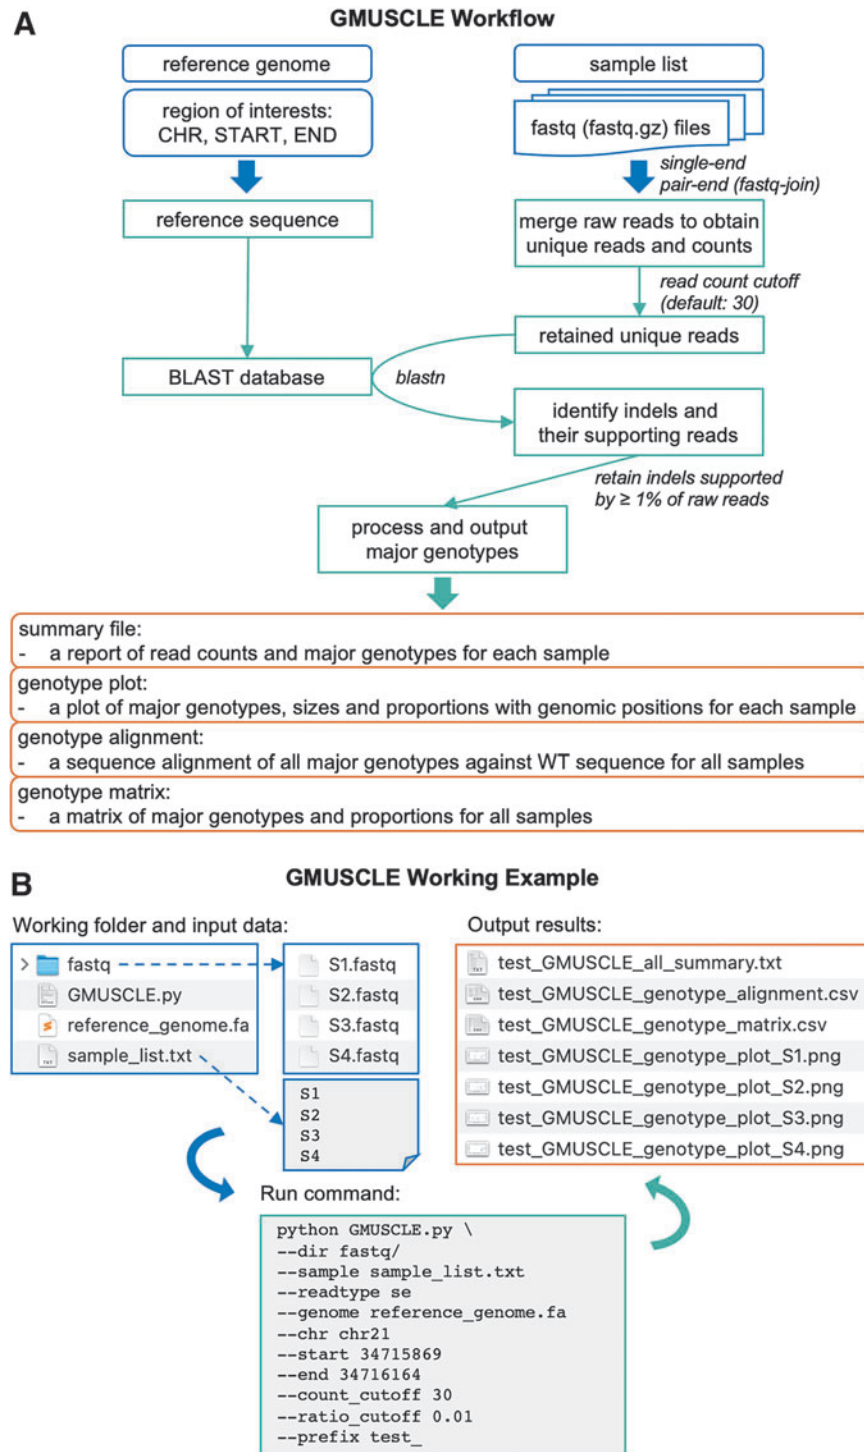 A
GMUSCLE Workflow
reference genome
region of interests:
CHR, START, END
reference sequence
BLAST database
sample list
fastq (fastq.gz) files
single-end
pair-end (fastq-join)
merge raw reads to obtain
unique reads and counts
read count cutoff
(default: 30)
retained unique reads
blastn
identify indels and
their supporting reads
retain indels supported
by ≥ 1% of raw reads
process and output
major genotypes
summary file:
- a report of read counts and major genotypes for each sample
genotype plot:
- a plot of major genotypes, sizes and proportions with genomic positions for each sample
genotype alignment:
- a sequence alignment of all major genotypes against WT sequence for all samples
genotype matrix:
- a matrix of major genotypes and proportions for all samples
B
GMUSCLE Working Example
Working folder and input data:
fastq
GMUSCLE.py
reference_genome.fa
sample_list.txt
S1.fastq
S2.fastq
S3.fastq
S4.fastq
S1
S2
S3
S4
Output results:
test_GMUSCLE_all_summary.txt
test_GMUSCLE_genotype_alignment.csv
test_GMUSCLE_genotype_matrix.csv
test_GMUSCLE_genotype_plot_S1.png
test_GMUSCLE_genotype_plot_S2.png
test_GMUSCLE_genotype_plot_S3.png
test_GMUSCLE_genotype_plot_S4.png
Run command:
python GMUSCLE.py \
--dir fastq/
--sample sample_list.txt
--readtype se
--genome reference_genome.fa
--chr chr21
--start 34715869
--end 34716164
--count_cutoff 30
--ratio_cutoff 0.01
--prefix test_